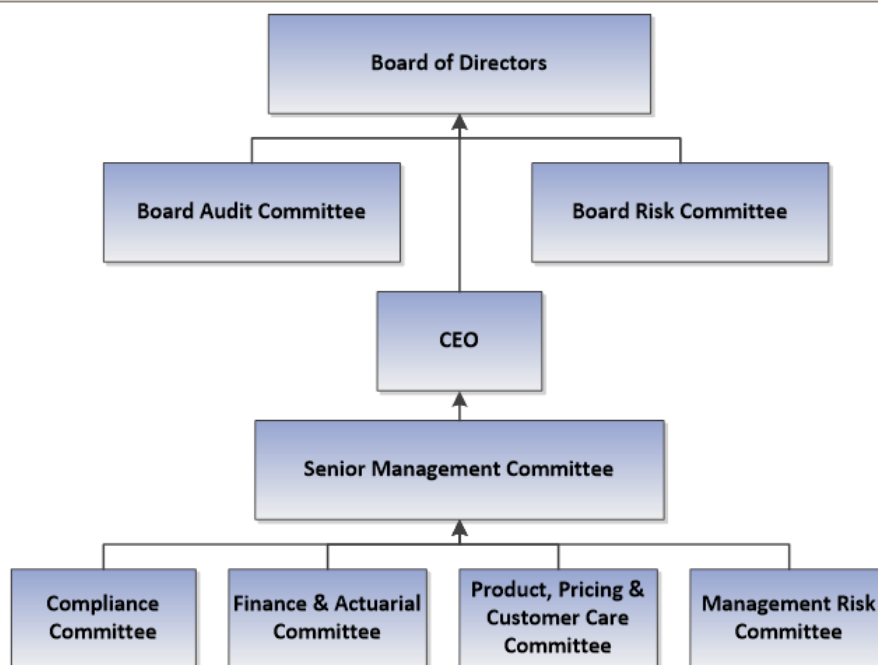 Board of Directors
Board Audit Committee
Board Risk Committee
CEO
Senior Management Committee
Compliance
Committee
Finance & Actuarial
Committee
Product, Pricing &
Customer Care
Committee
Management Risk
Committee